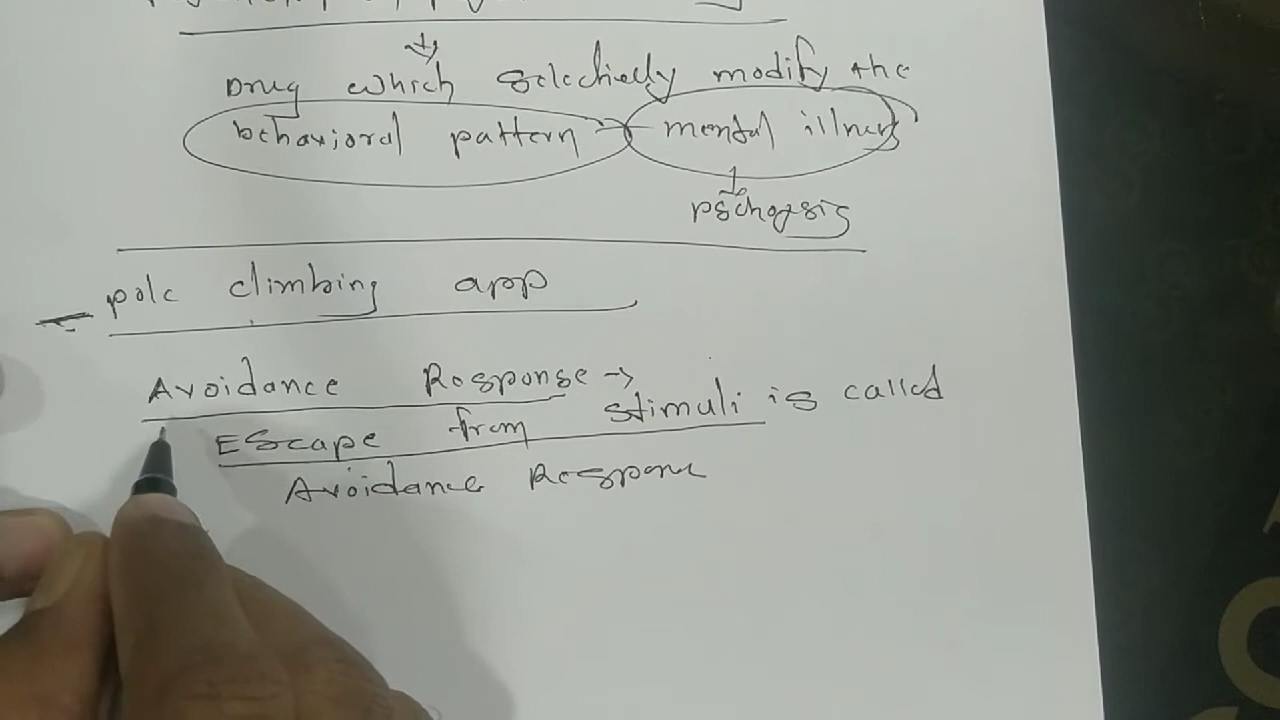 Drug which selectively modify the
behavioral pattern mental illness
pschosis
pole climbing app
Avoidance Response → stimuli is called
Escape from
Avoidance Response